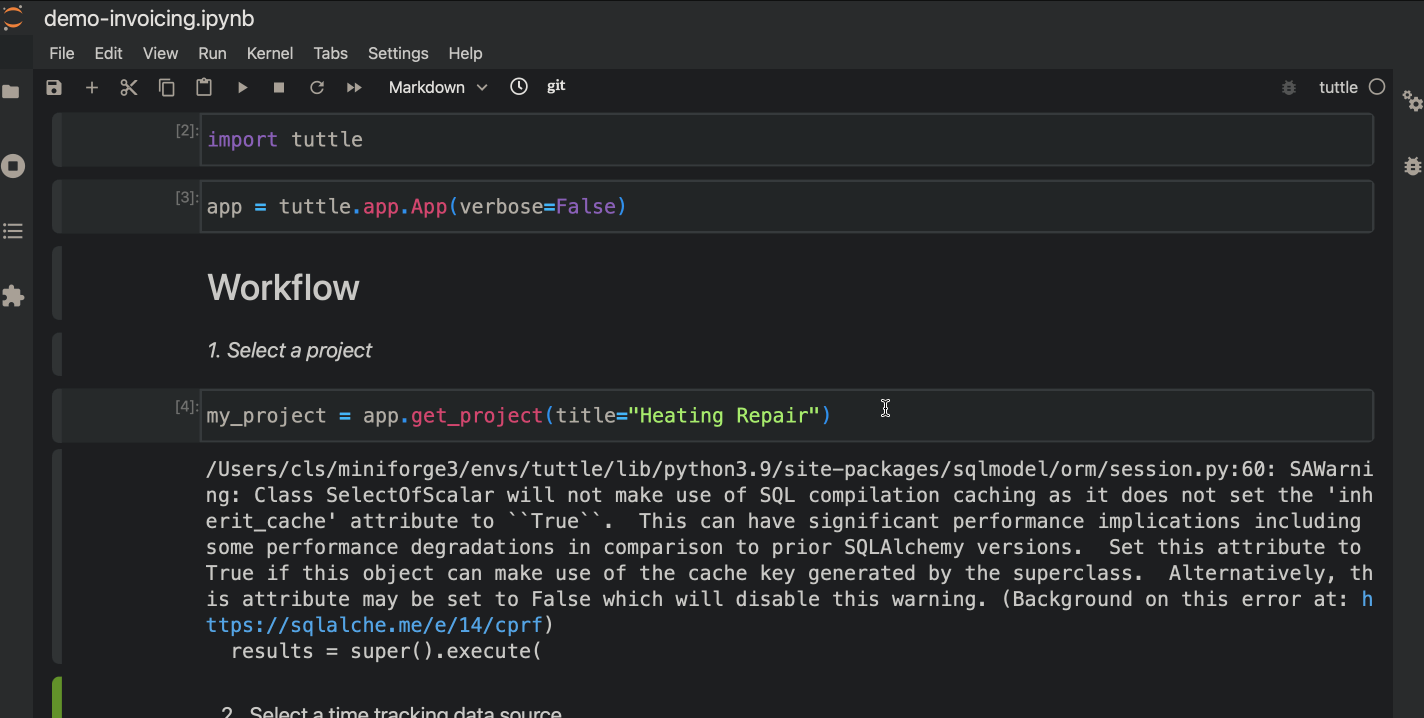 demo-invoicing.ipynb
File Edit View Run Kernel Tabs Settings Help
Markdown git tuttle
[2]: import tuttle
[3]: app = tuttle.app.App(verbose=False)
Workflow
1. Select a project
[4]: my_project = app.get_project(title="Heating Repair")
/Users/cls/miniforge3/envs/tuttle/lib/python3.9/site-packages/sqlmodel/orm/session.py:60: SAWarni
ng: Class SelectOfScalar will not make use of SQL compilation caching as it does not set the 'inh
erit_cache' attribute to ``True``.  This can have significant performance implications including
some performance degradations in comparison to prior SQLAlchemy versions.  Set this attribute to
True if this object can make use of the cache key generated by the superclass.  Alternatively, th
is attribute may be set to False which will disable this warning. (Background on this error at: h
ttps://sqlalche.me/e/14/cprf)
  results = super().execute(
2. Select a time tracking data source